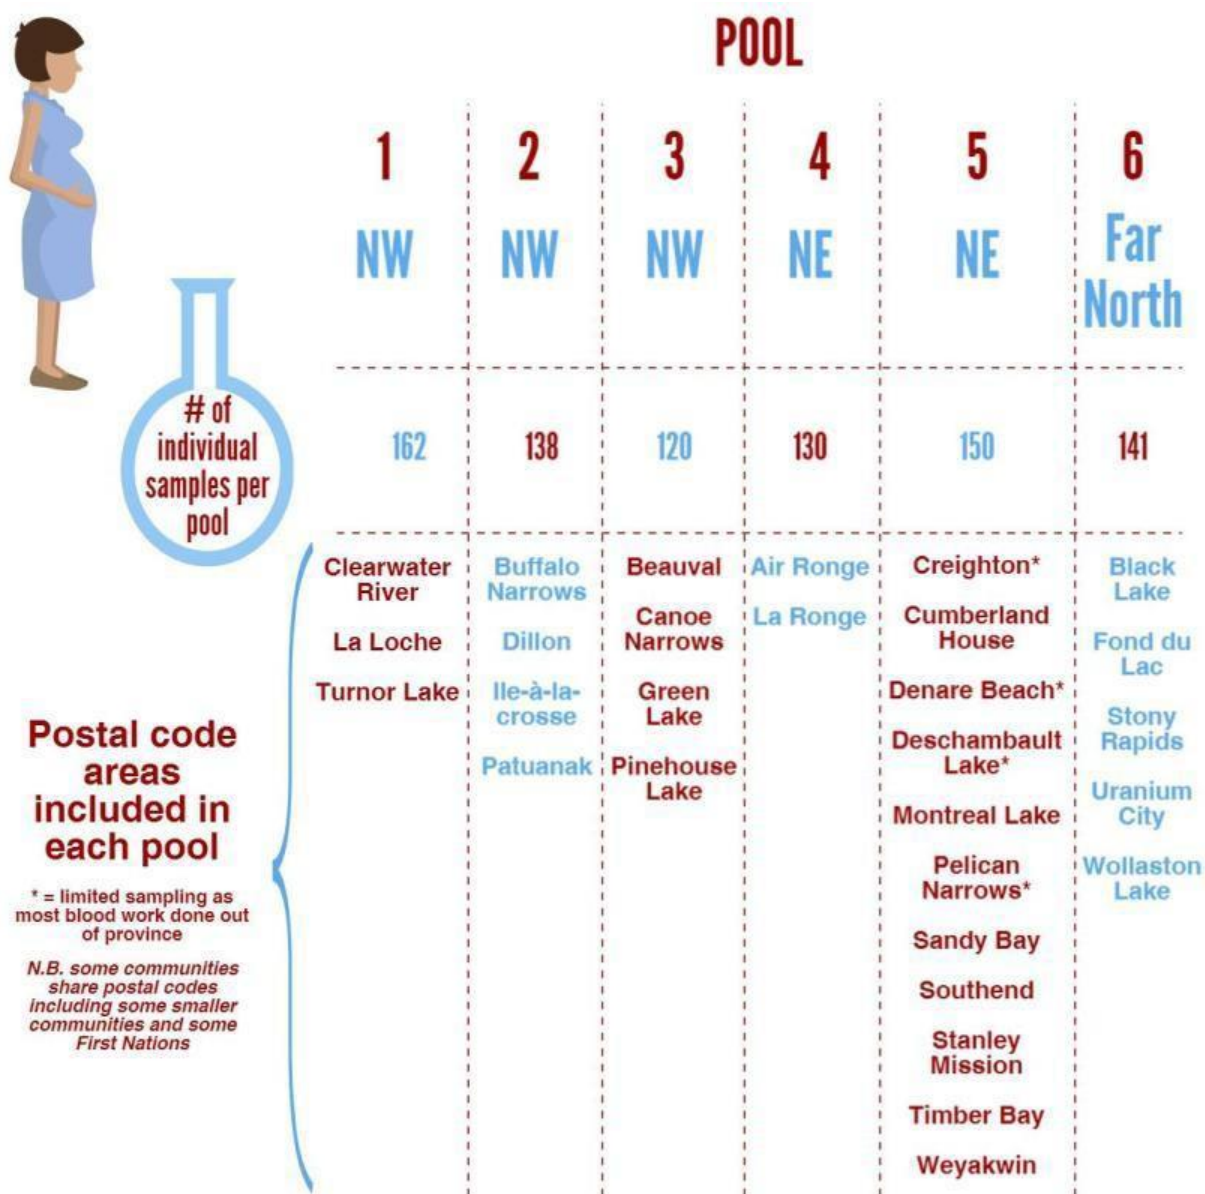 POOL
1
2
3
4
5
6
NW
NW
NW
NE
NE
Far
North
# of
individual
samples per
pool
162
138
120
130
150
141
Postal code
areas
included in
each pool
* = limited sampling as
most blood work done out
of province
N.B. some communities
share postal codes
including some smaller
communities and some
First Nations
Clearwater
River
La Loche
Turnor Lake
Buffalo
Narrows
Dillon
Ile-à-la-
crosse
Patuanak
Beauval
Canoe
Narrows
Green
Lake
Pinehouse
Lake
Air Ronge
La Ronge
Creighton*
Cumberland
House
Denare Beach*
Deschambault
Lake*
Montreal Lake
Pelican
Narrows*
Sandy Bay
Southend
Stanley
Mission
Timber Bay
Weyakwin
Black
Lake
Fond du
Lac
Stony
Rapids
Uranium
City
Wollaston
Lake